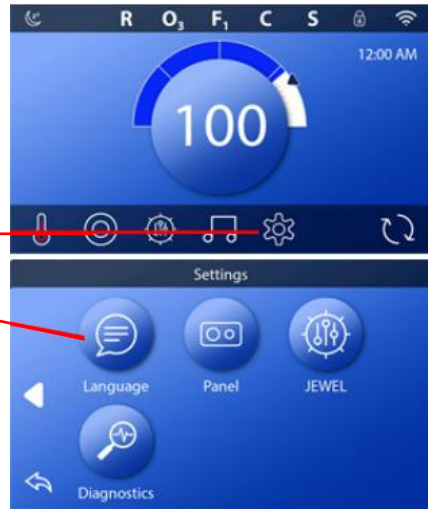 R O₃ F₁ C S
12:00 AM
100
Settings
Language Panel JEWEL
Diagnostics